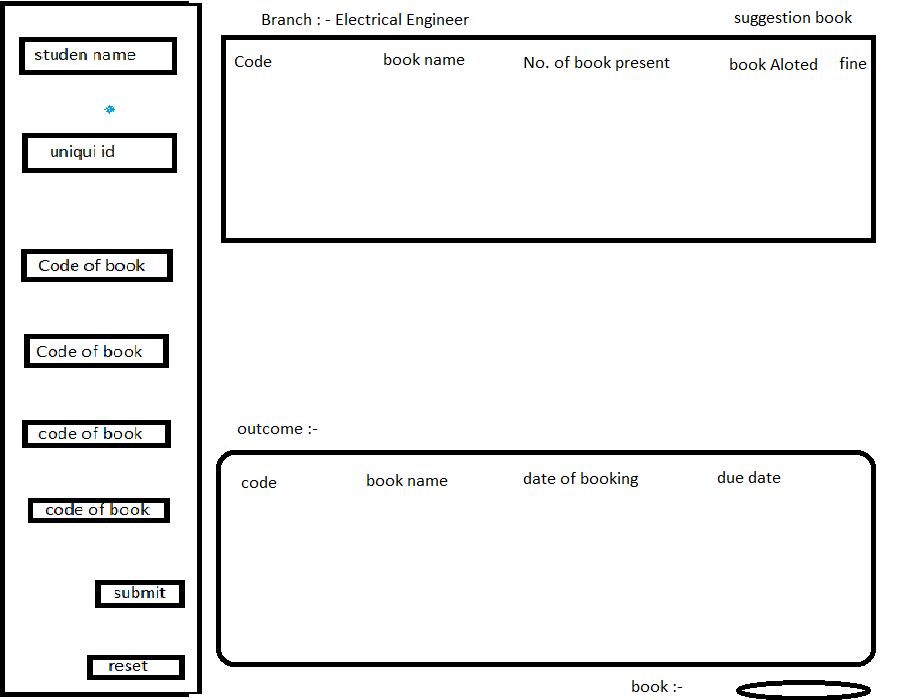 studen name
uniqui id
Code of book
Code of book
code of book
code of book
submit
reset
Branch : - Electrical Engineer
suggestion book
Code book name No. of book present book Aloted fine
outcome :-
code book name date of booking due date
book :-